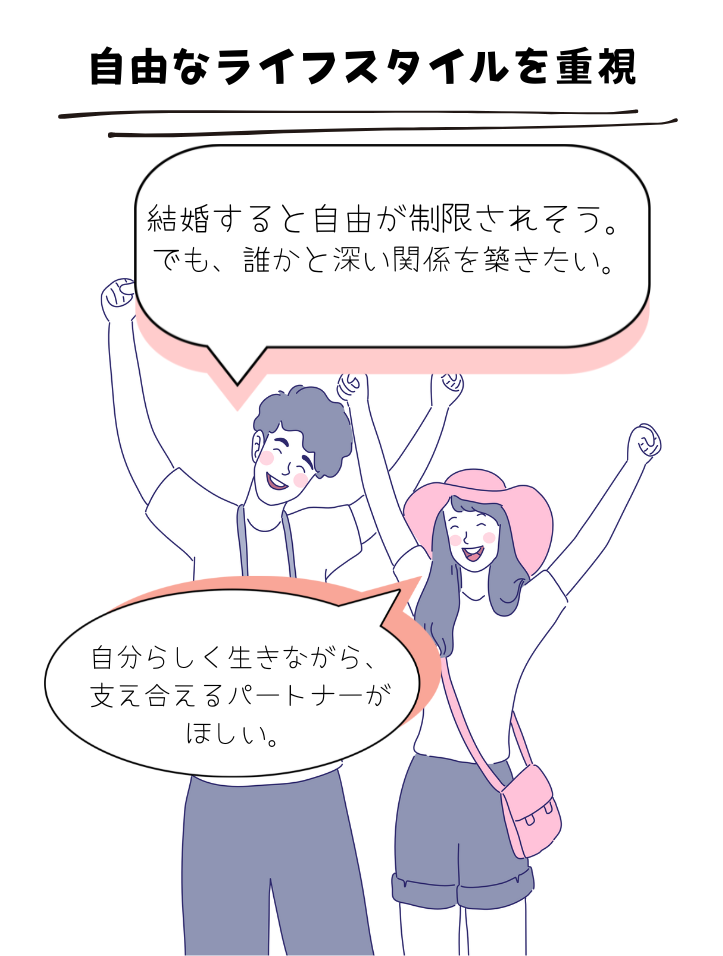 自由なライフスタイルを重視
結婚すると自由が制限されそう。
でも、誰かと深い関係を築きたい。
自分らしく生きながら、
支え合えるパートナーが
ほしい。